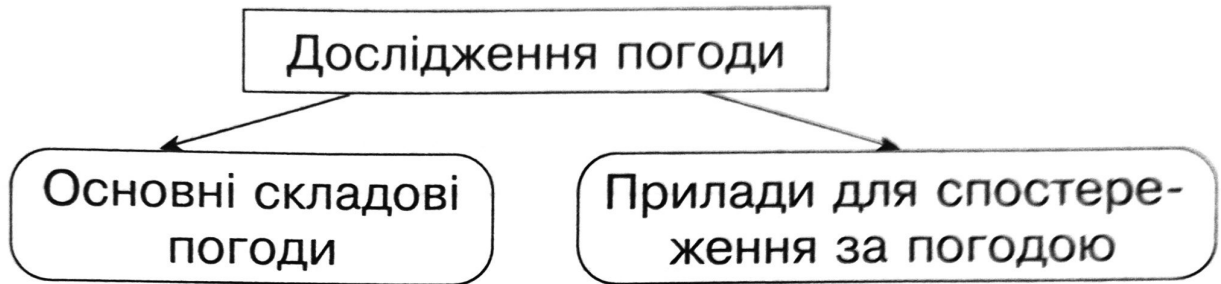 Дослідження погоди
Основні складові
погоди
Прилади для спостере-
ження за погодою